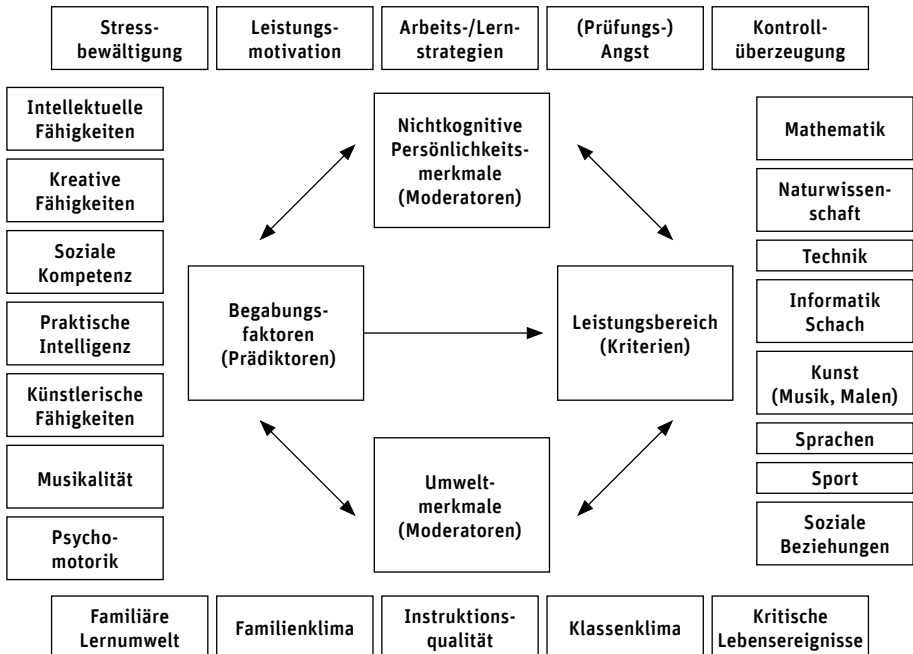 Stress-
bewältigung
Leistungs-
motivation
Arbeits-/Lern-
strategien
(Prüfungs-)
Angst
Kontroll-
überzeugung
Intellektuelle
Fähigkeiten
Kreative
Fähigkeiten
Soziale
Kompetenz
Praktische
Intelligenz
Künstlerische
Fähigkeiten
Musikalität
Psycho-
motorik
Nichtkognitive
Persönlichkeits-
merkmale
(Moderatoren)
Begabungs-
faktoren
(Prädiktoren)
Leistungsbereich
(Kriterien)
Umwelt-
merkmale
(Moderatoren)
Mathematik
Naturwissen-
schaft
Technik
Informatik
Schach
Kunst
(Musik, Malen)
Sprachen
Sport
Soziale
Beziehungen
Familiäre
Lernumwelt
Familienklima
Instruktions-
qualität
Klassenklima
Kritische
Lebensereignisse